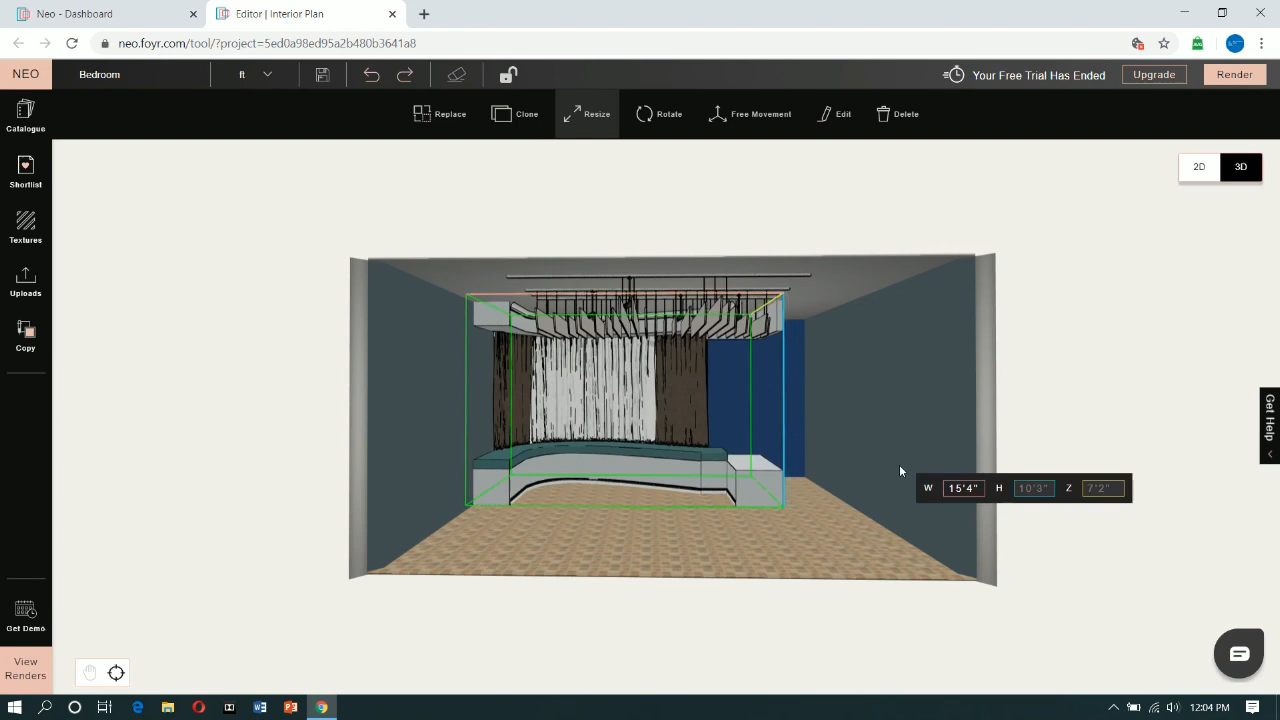 Neo - Dashboard
Editor | Interior Plan
neo.foyr.com/tool/?project=5ed0a98ed95a2b480b3641a8
NEO
Bedroom
ft
Your Free Trial Has Ended
Upgrade
Render
Replace
Clone
Resize
Rotate
Free Movement
Edit
Delete
Catalogue
Shortlist
Textures
Uploads
Copy
Get Demo
View
Renders
2D
3D
Get Help
W 15'4" H 10'3" Z 7'2"
12:04 PM